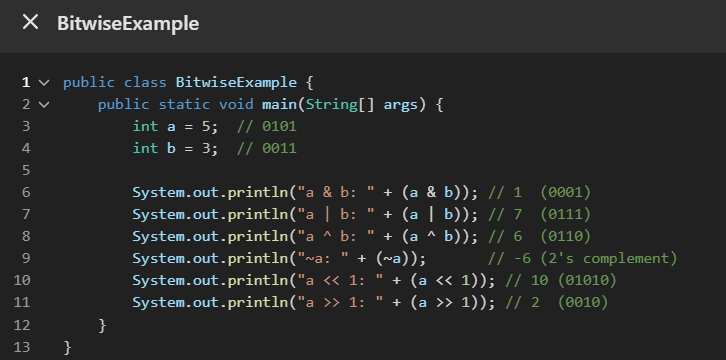 × BitwiseExample
1 public class BitwiseExample {
2     public static void main(String[] args) {
3         int a = 5;  // 0101
4         int b = 3;  // 0011
5
6         System.out.println("a & b: " + (a & b)); // 1  (0001)
7         System.out.println("a | b: " + (a | b)); // 7  (0111)
8         System.out.println("a ^ b: " + (a ^ b)); // 6  (0110)
9         System.out.println("~a: " + (~a));       // -6 (2's complement)
10         System.out.println("a << 1: " + (a << 1)); // 10 (01010)
11         System.out.println("a >> 1: " + (a >> 1)); // 2  (0010)
12     }
13 }